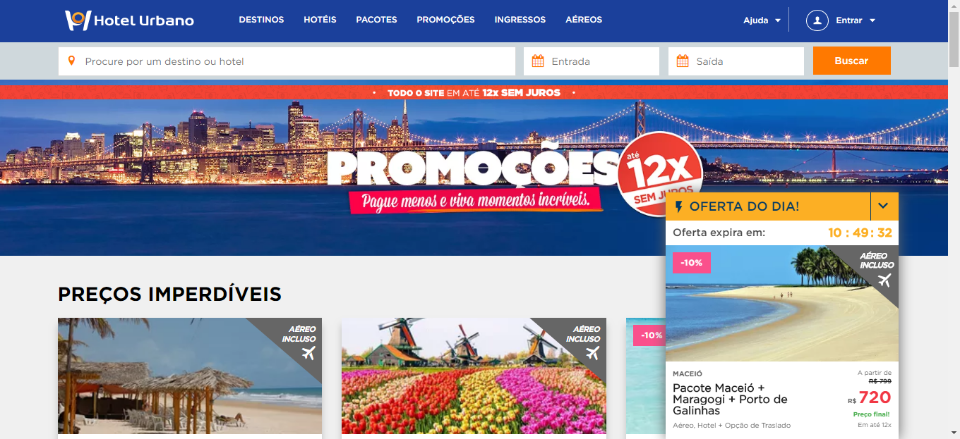 Hotel Urbano
DESTINOS HOTÉIS PACOTES PROMOÇÕES INGRESSOS AÉREOS
Ajuda Entrar
Procure por um destino ou hotel
Entrada
Saída
Buscar
TODO O SITE EM ATÉ 12x SEM JUROS
PROMOÇÕES
Pague menos e viva momentos incríveis.
até
12x
SEM JUROS
OFERTA DO DIA!
Oferta expira em: 10 : 49 : 32
-10%
AÉREO
INCLUSO
MACEIÓ
Pacote Maceió +
Maragogi + Porto de
Galinhas
Aéreo, Hotel + Opção de Traslado
A partir de
R$ 799
R$ 720
Preço final!
Em até 12x
PREÇOS IMPERDÍVEIS
AÉREO
INCLUSO
AÉREO
INCLUSO
-10%